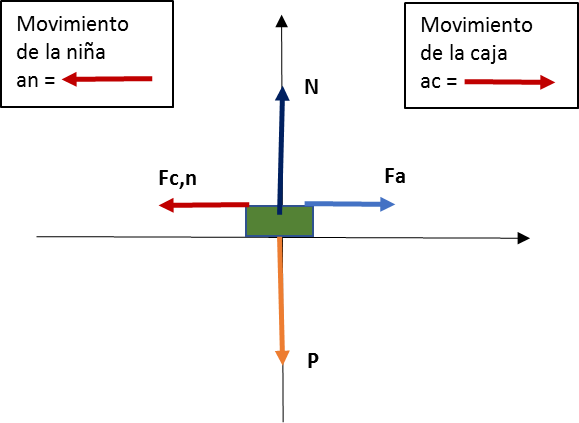 Movimiento
de la niña
an =
Movimiento
de la caja
ac =
N
Fc,n
Fa
P